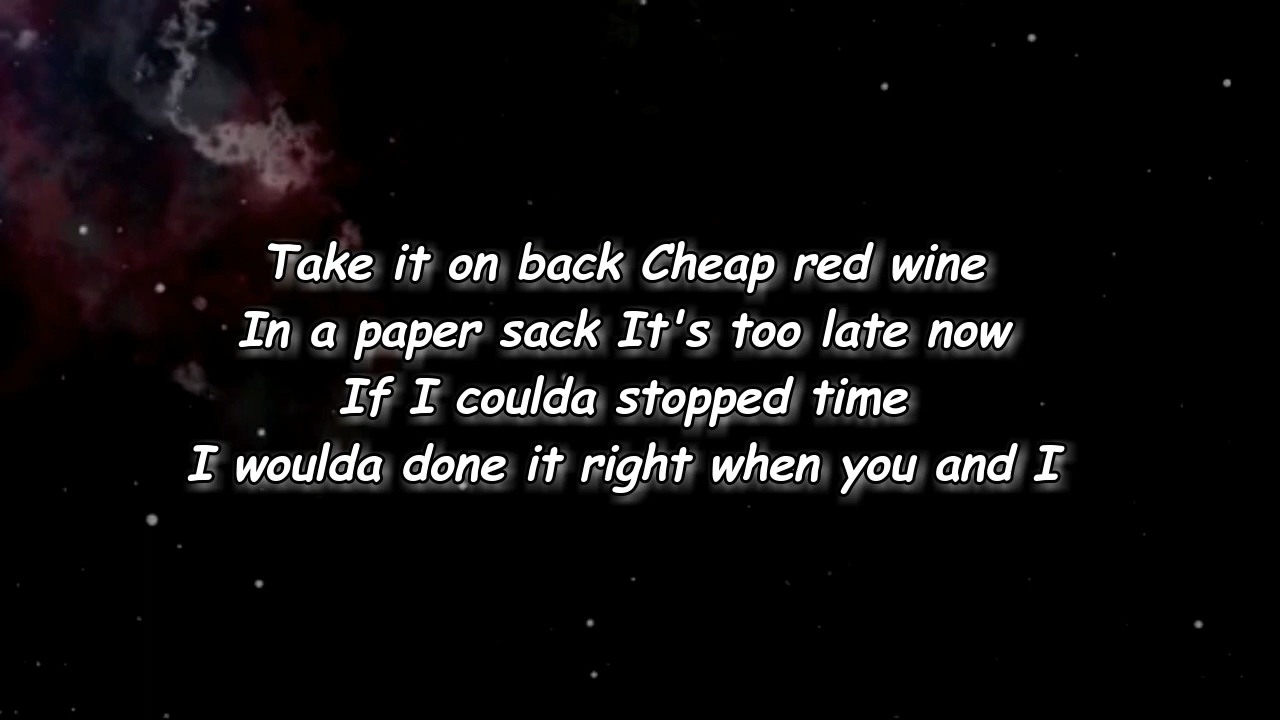 Take it on back Cheap red wine
In a paper sack It's too late now
If I coulda stopped time
I woulda done it right when you and I